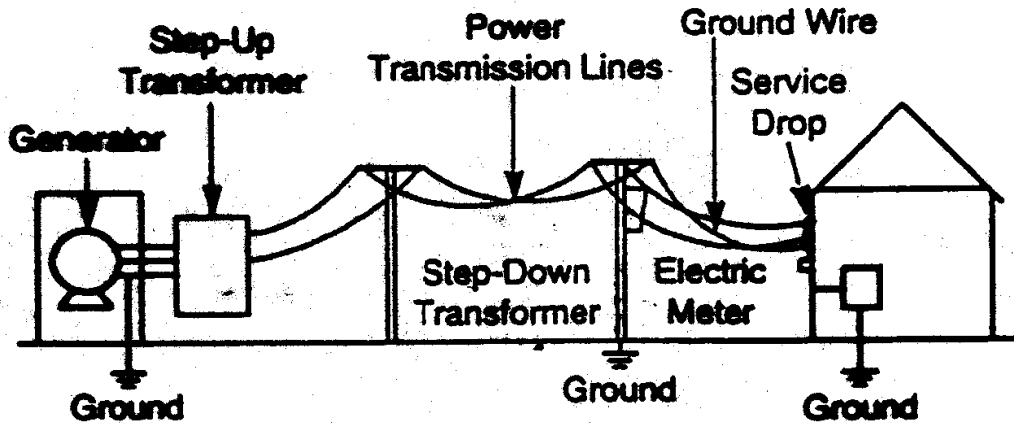 Step-Up
Transformer
Generator
Power
Transmission Lines
Ground Wire
Service
Drop
Step-Down
Transformer
Electric
Meter
Ground
Ground
Ground